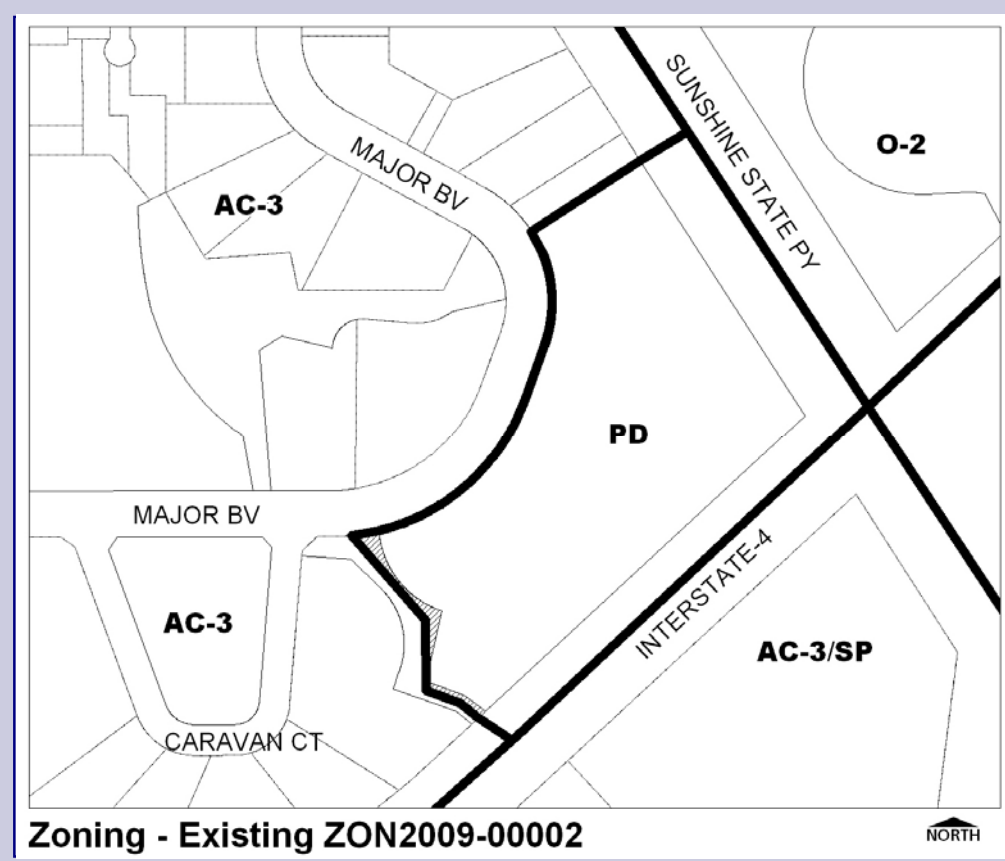 SUNSHINE STATE PY
O-2
MAJOR BV
AC-3
PD
MAJOR BV
INTERSTATE-4
AC-3
AC-3/SP
CARAVAN CT
Zoning - Existing ZON2009-00002
NORTH